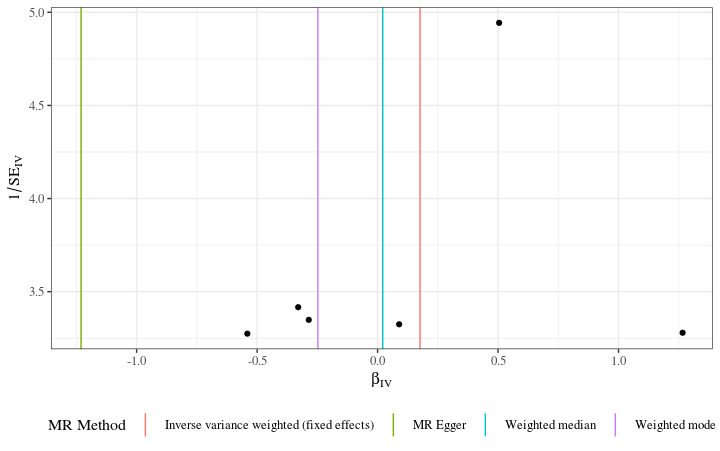 5.0
4.5
4.0
3.5
1/SE_IV
-1.0 -0.5 0.0 0.5 1.0
β_IV
MR Method Inverse variance weighted (fixed effects) MR Egger Weighted median Weighted mode